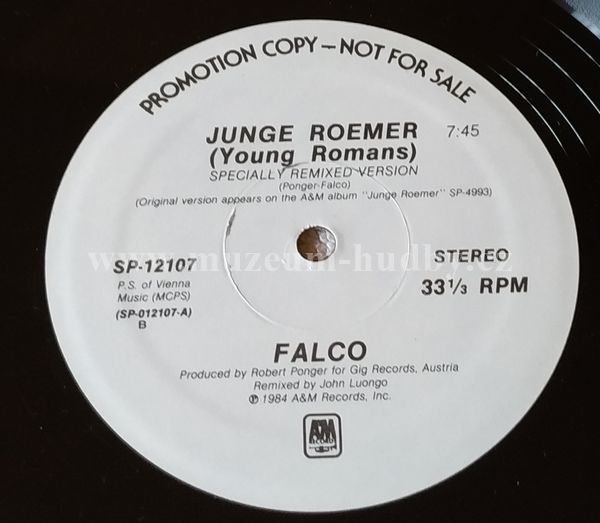 PROMOTION COPY – NOT FOR SALE
JUNGE ROEMER 7:45
(Young Romans)
SPECIALLY REMIXED VERSION
(Ponger-Falco)
(Original version appears on the A&M album "Junge Roemer" SP-4993)
www.muzeum-hudby.cz
SP-12107
STEREO
P.S. of Vienna
Music (MCPS)
33 1/3 RPM
(SP-012107-A)
B
FALCO
Produced by Robert Ponger for Gig Records, Austria
Remixed by John Luongo
℗ 1984 A&M Records, Inc.
A&M
RECORDS